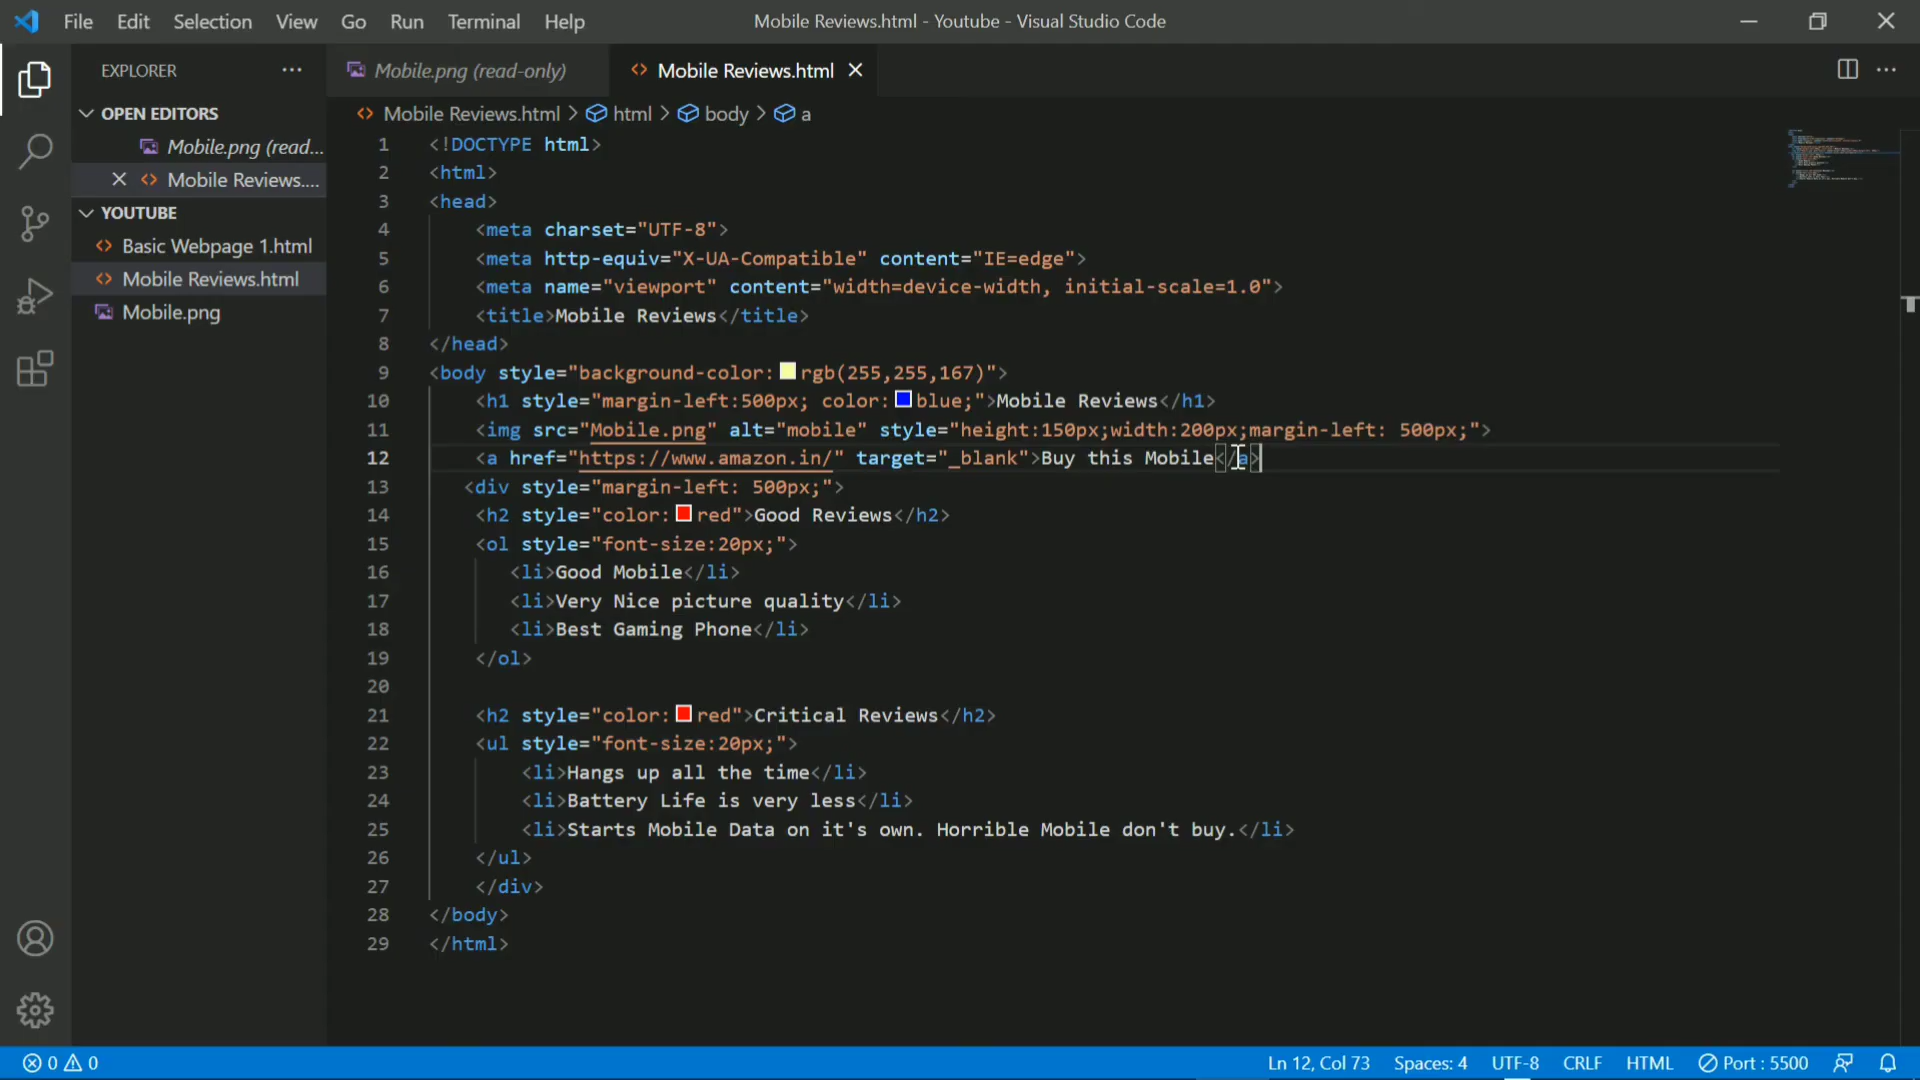 File Edit Selection View Go Run Terminal Help
Mobile Reviews.html - Youtube - Visual Studio Code
EXPLORER
OPEN EDITORS
Mobile.png (read...
Mobile Reviews....
YOUTUBE
Basic Webpage 1.html
Mobile Reviews.html
Mobile.png
Mobile.png (read-only)
Mobile Reviews.html
Mobile Reviews.html > html > body > a
1 <!DOCTYPE html>
2 <html>
3 <head>
4 <meta charset="UTF-8">
5 <meta http-equiv="X-UA-Compatible" content="IE=edge">
6 <meta name="viewport" content="width=device-width, initial-scale=1.0">
7 <title>Mobile Reviews</title>
8 </head>
9 <body style="background-color: rgb(255,255,167)">
10 <h1 style="margin-left:500px; color: blue;">Mobile Reviews</h1>
11 <img src="Mobile.png" alt="mobile" style="height:150px;width:200px;margin-left: 500px;">
12 <a href="https://www.amazon.in/" target="_blank">Buy this Mobile</a>
13 <div style="margin-left: 500px;">
14 <h2 style="color: red">Good Reviews</h2>
15 <ol style="font-size:20px;">
16 <li>Good Mobile</li>
17 <li>Very Nice picture quality</li>
18 <li>Best Gaming Phone</li>
19 </ol>
20
21 <h2 style="color: red">Critical Reviews</h2>
22 <ul style="font-size:20px;">
23 <li>Hangs up all the time</li>
24 <li>Battery Life is very less</li>
25 <li>Starts Mobile Data on it's own. Horrible Mobile don't buy.</li>
26 </ul>
27 </div>
28 </body>
29 </html>
0 0
Ln 12, Col 73 Spaces: 4 UTF-8 CRLF HTML Port : 5500